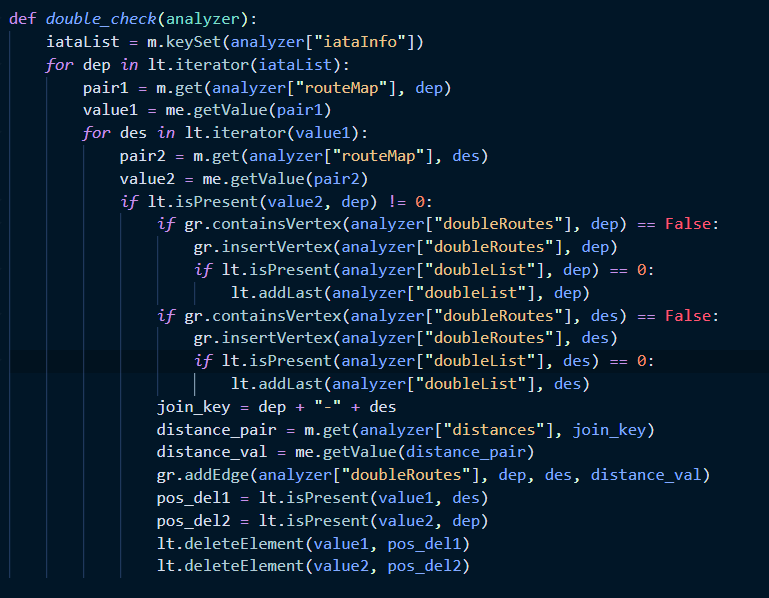 def double_check(analyzer):
    iataList = m.keySet(analyzer["iataInfo"])
    for dep in lt.iterator(iataList):
        pair1 = m.get(analyzer["routeMap"], dep)
        value1 = me.getValue(pair1)
        for des in lt.iterator(value1):
            pair2 = m.get(analyzer["routeMap"], des)
            value2 = me.getValue(pair2)
            if lt.isPresent(value2, dep) != 0:
                if gr.containsVertex(analyzer["doubleRoutes"], dep) == False:
                    gr.insertVertex(analyzer["doubleRoutes"], dep)
                    if lt.isPresent(analyzer["doubleList"], dep) == 0:
                        lt.addLast(analyzer["doubleList"], dep)
                if gr.containsVertex(analyzer["doubleRoutes"], des) == False:
                    gr.insertVertex(analyzer["doubleRoutes"], des)
                    if lt.isPresent(analyzer["doubleList"], des) == 0:
                        lt.addLast(analyzer["doubleList"], des)
                join_key = dep + "-" + des
                distance_pair = m.get(analyzer["distances"], join_key)
                distance_val = me.getValue(distance_pair)
                gr.addEdge(analyzer["doubleRoutes"], dep, des, distance_val)
                pos_del1 = lt.isPresent(value1, des)
                pos_del2 = lt.isPresent(value2, dep)
                lt.deleteElement(value1, pos_del1)
                lt.deleteElement(value2, pos_del2)